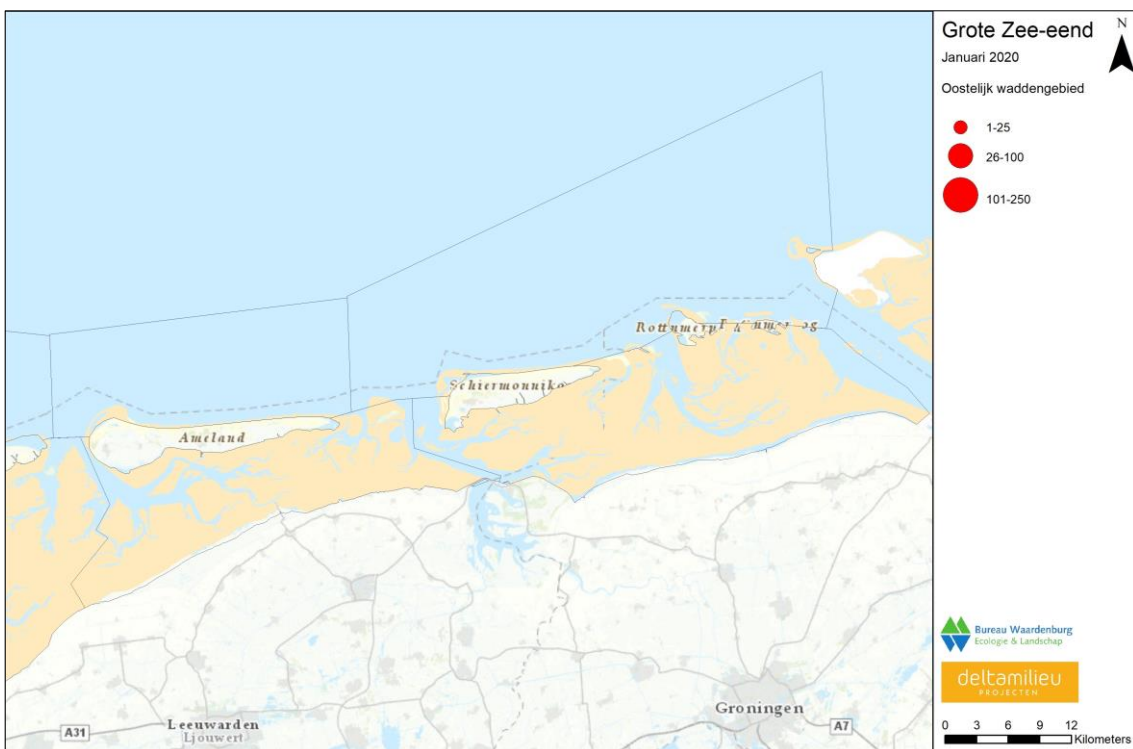 Grote Zee-eend
N
Januari 2020
Oostelijk waddengebied
1-25
26-100
101-250
Schiermonniko
Ameland
Leeuwarden
Ljouwert
Groningen
A31
A7
Bureau Waardenburg
Ecologie & Landschap
deltamilieu
PROJECTEN
0 3 6 9 12
Kilometers